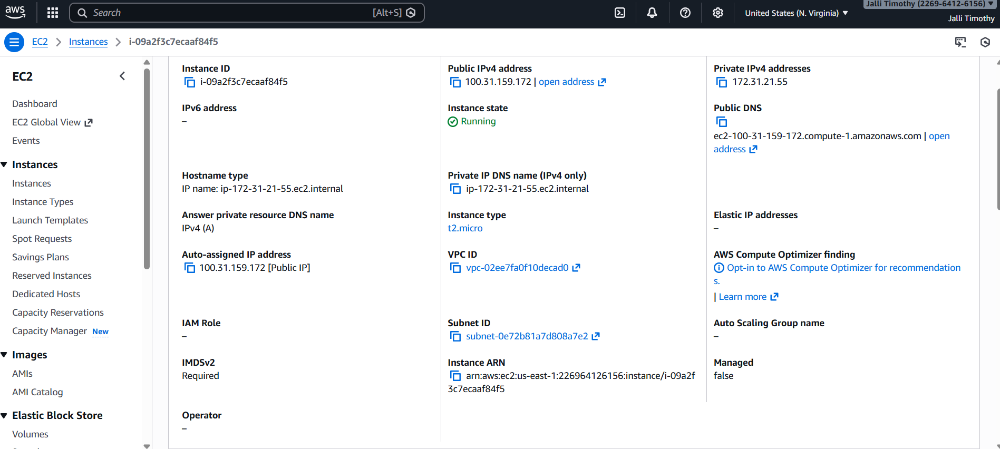 aws
Search
[Alt+S]
United States (N. Virginia)
Jalli Timothy (2269-6412-6156)
Jalli Timothy
EC2
Instances
i-09a2f3c7ecaaf84f5
EC2
Dashboard
EC2 Global View
Events
Instances
Instances
Instance Types
Launch Templates
Spot Requests
Savings Plans
Reserved Instances
Dedicated Hosts
Capacity Reservations
Capacity Manager New
Images
AMIs
AMI Catalog
Elastic Block Store
Volumes
Instance ID
i-09a2f3c7ecaaf84f5
Public IPv4 address
100.31.159.172 | open address
Private IPv4 addresses
172.31.21.55
IPv6 address
–
Instance state
Running
Public DNS
ec2-100-31-159-172.compute-1.amazonaws.com | open
address
Hostname type
IP name: ip-172-31-21-55.ec2.internal
Private IP DNS name (IPv4 only)
ip-172-31-21-55.ec2.internal
Answer private resource DNS name
IPv4 (A)
Instance type
t2.micro
Elastic IP addresses
–
Auto-assigned IP address
100.31.159.172 [Public IP]
VPC ID
vpc-02ee7fa0f10decad0
AWS Compute Optimizer finding
Opt-in to AWS Compute Optimizer for recommendation
s.
| Learn more
IAM Role
–
Subnet ID
subnet-0e72b81a7d808a7e2
Auto Scaling Group name
–
IMDSv2
Required
Instance ARN
arn:aws:ec2:us-east-1:226964126156:instance/i-09a2f
3c7ecaaf84f5
Managed
false
Operator
–